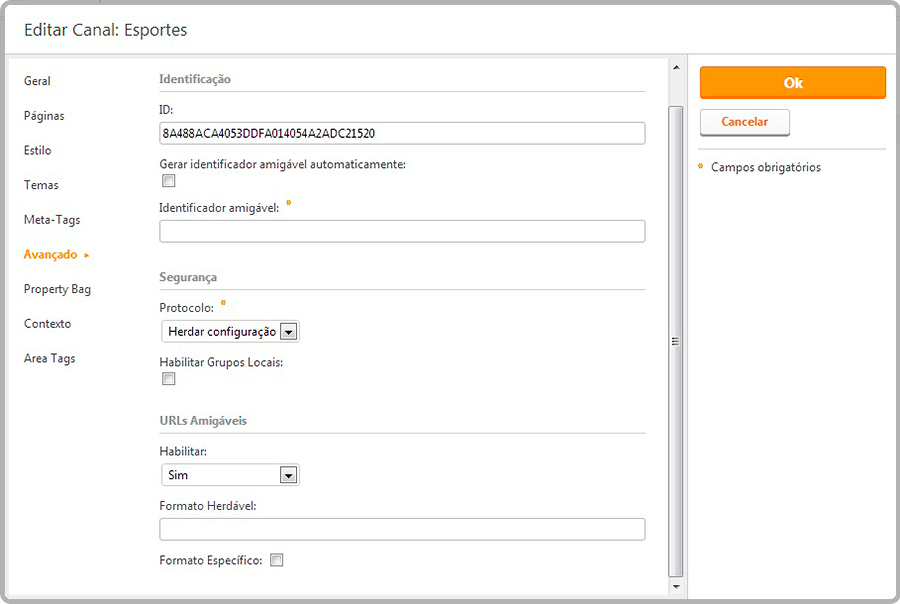 Editar Canal: Esportes
Geral
Páginas
Estilo
Temas
Meta-Tags
Avançado
Property Bag
Contexto
Area Tags
Identificação
ID:
8A488ACA4053DDFA014054A2ADC21520
Gerar identificador amigável automaticamente:
Identificador amigável: *
Segurança
Protocolo: *
Herdar configuração
Habilitar Grupos Locais:
URLs Amigáveis
Habilitar:
Sim
Formato Herdável:
Formato Específico:
Ok
Cancelar
* Campos obrigatórios